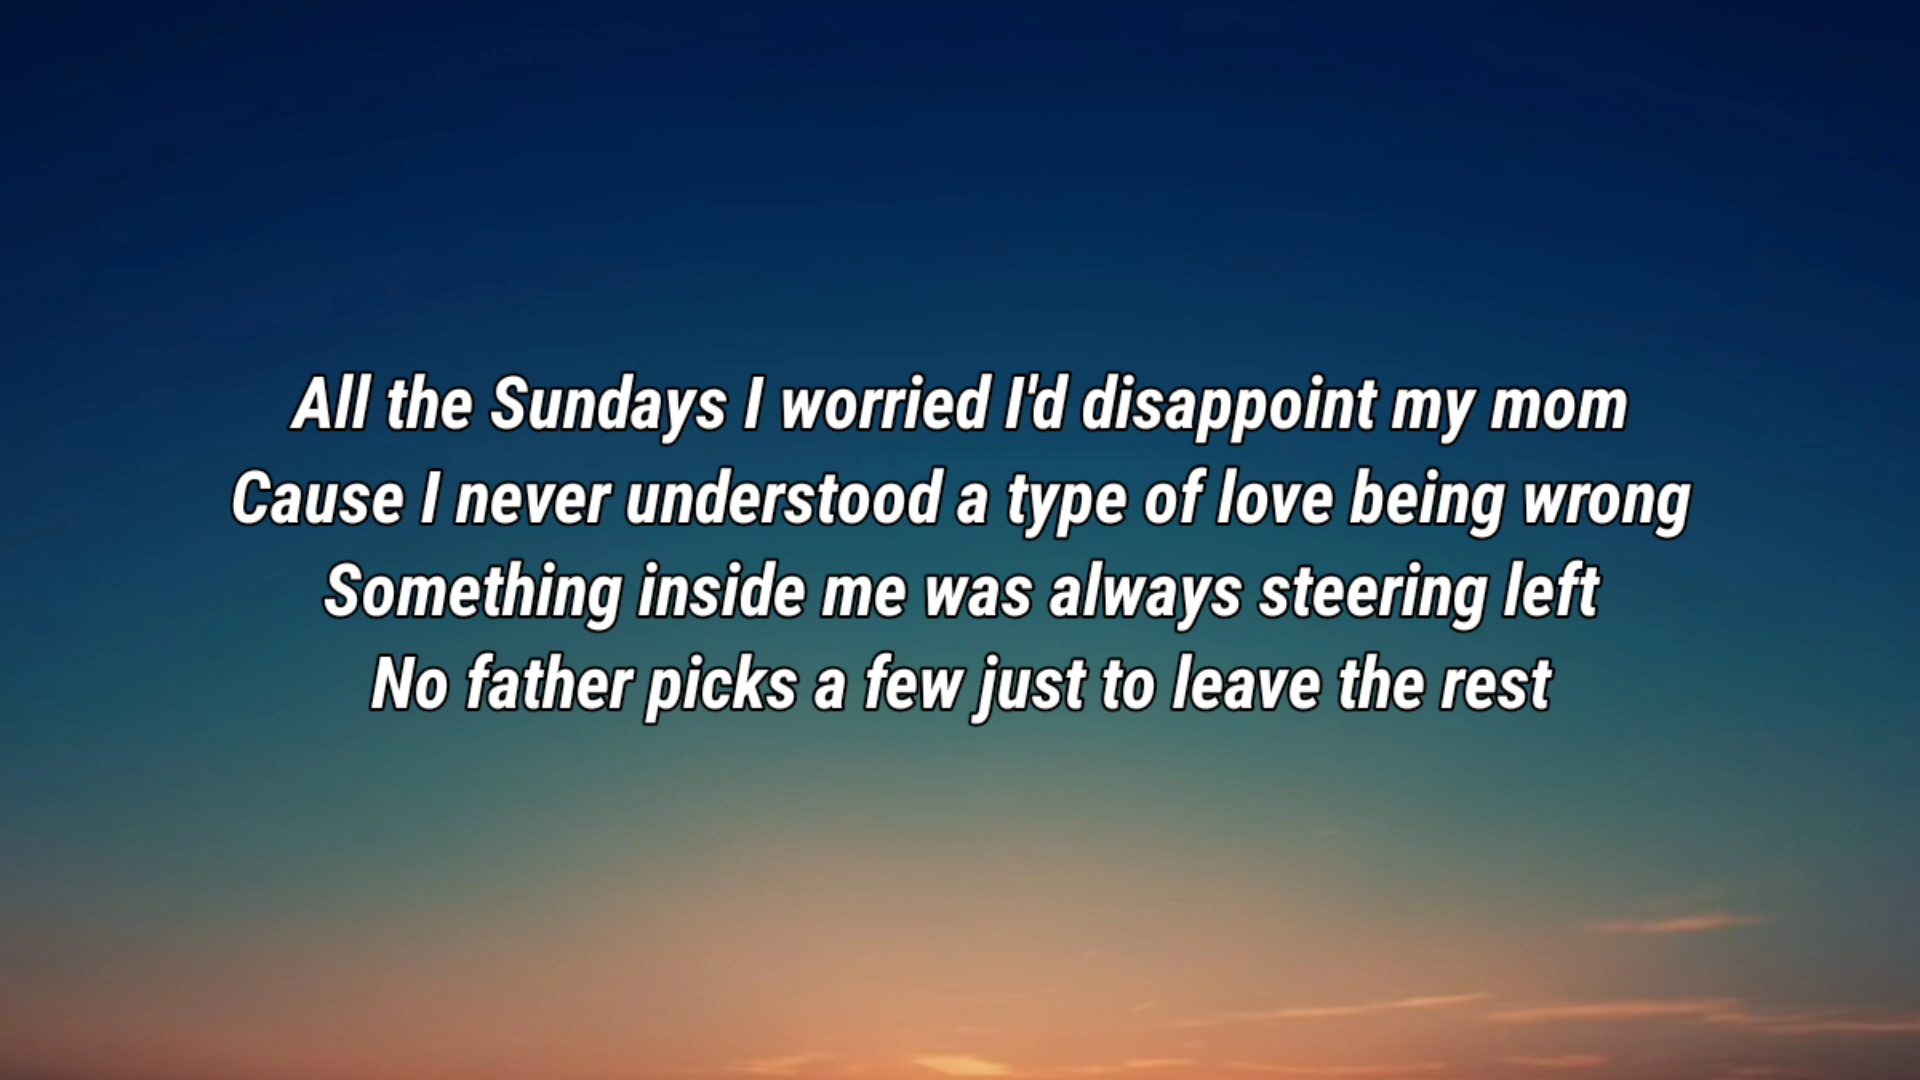 All the Sundays I worried I'd disappoint my mom
Cause I never understood a type of love being wrong
Something inside me was always steering left
No father picks a few just to leave the rest